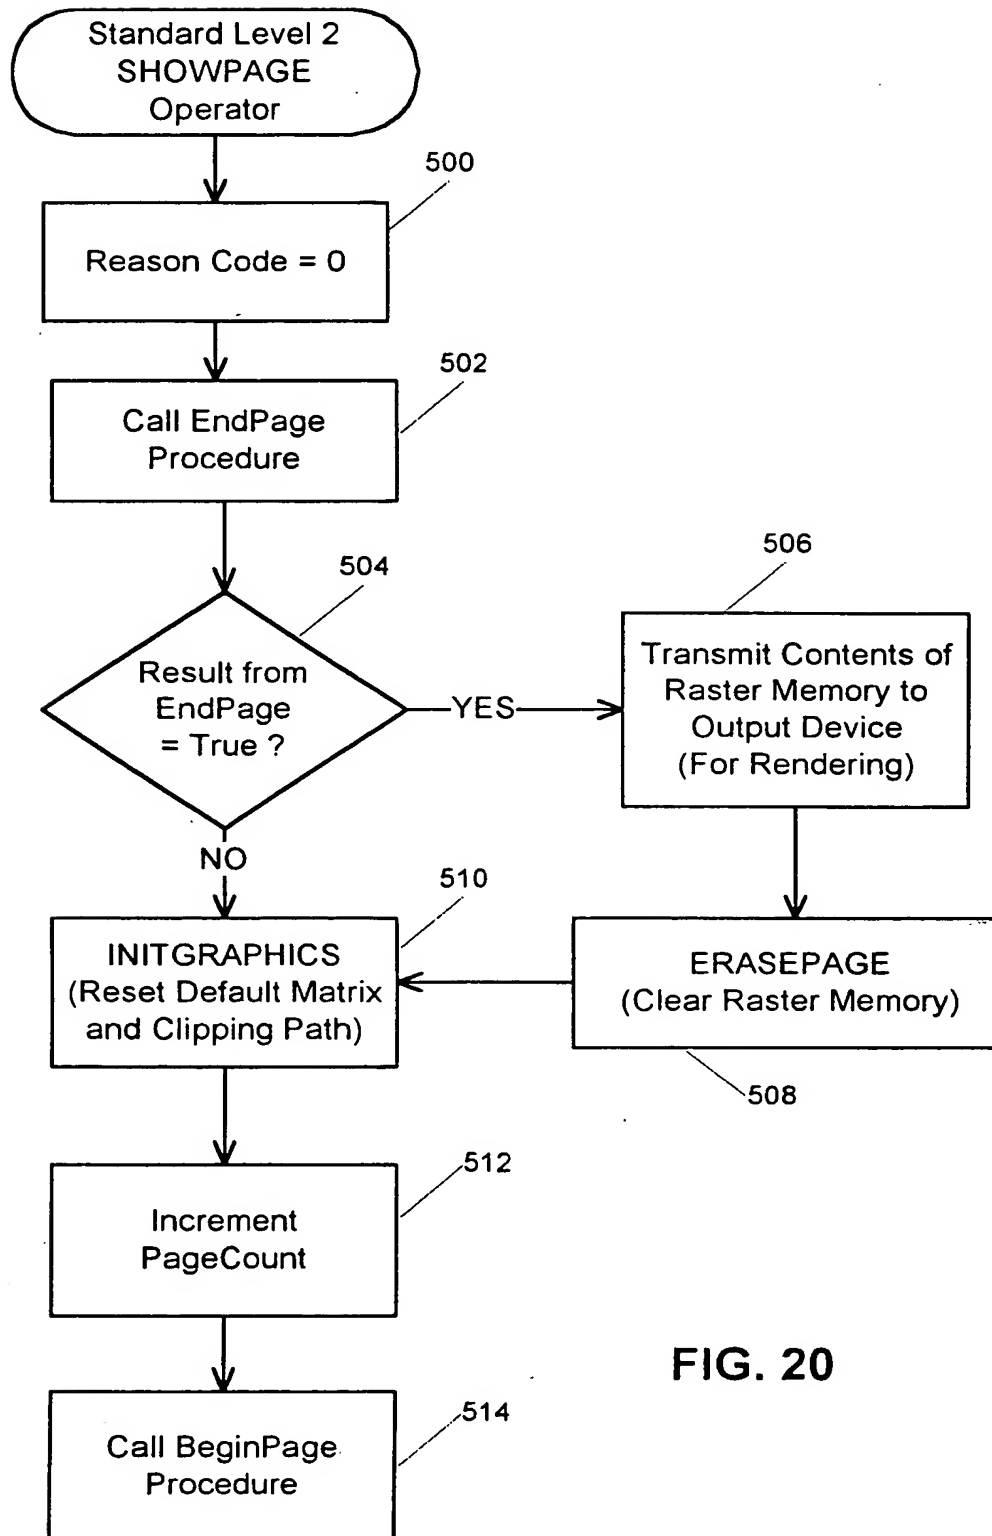 Standard Level 2
SHOWPAGE
Operator
500
Reason Code = 0
502
Call EndPage
Procedure
504
Result from
EndPage
= True ?
YES
506
Transmit Contents of
Raster Memory to
Output Device
(For Rendering)
NO
510
INITGRAPHICS
(Reset Default Matrix
and Clipping Path)
ERASEPAGE
(Clear Raster Memory)
508
512
Increment
PageCount
FIG. 20
514
Call BeginPage
Procedure